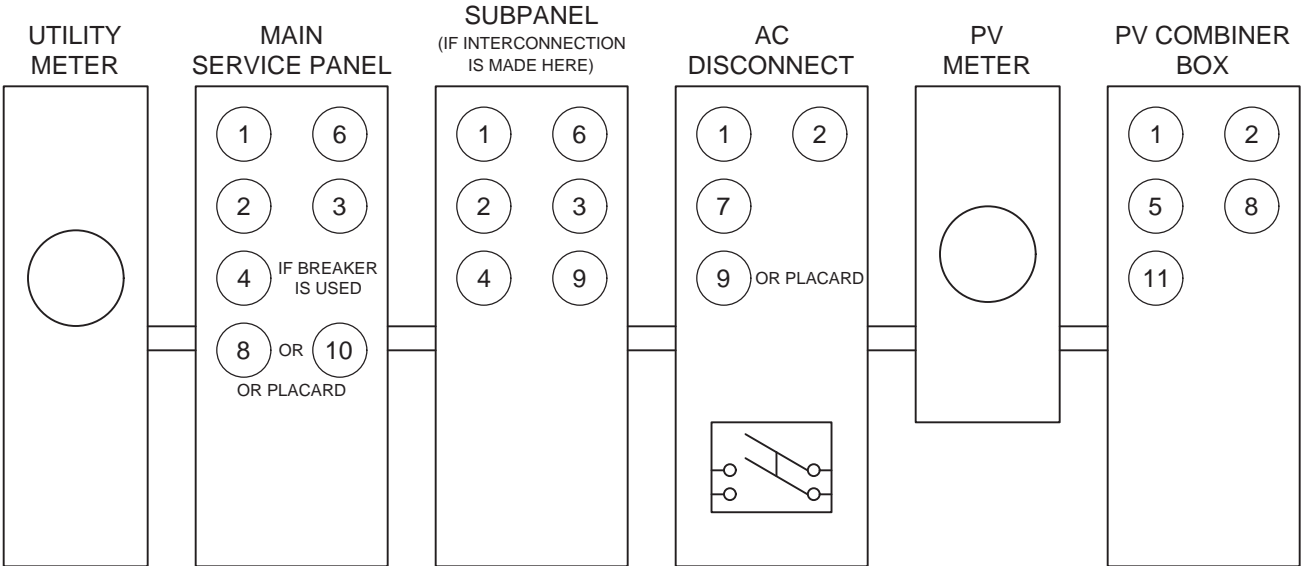 UTILITY
METER
MAIN
SERVICE PANEL
SUBPANEL
(IF INTERCONNECTION
IS MADE HERE)
AC
DISCONNECT
PV
METER
PV COMBINER
BOX
1 6
2 3
4 IF BREAKER
IS USED
8 OR 10
OR PLACARD
1 6
2 3
4 9
1 2
7
9 OR PLACARD
1 2
5 8
11